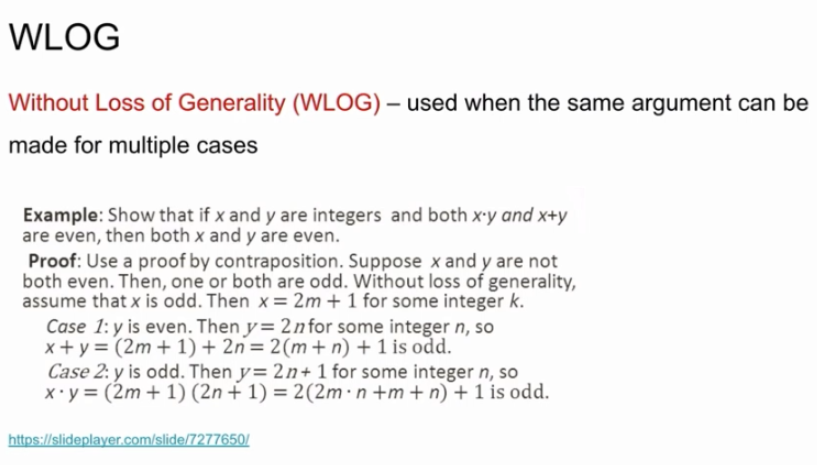 WLOG
Without Loss of Generality (WLOG) – used when the same argument can be
made for multiple cases
Example: Show that if x and y are integers and both x·y and x+y
are even, then both x and y are even.
Proof: Use a proof by contraposition. Suppose x and y are not
both even. Then, one or both are odd. Without loss of generality,
assume that x is odd. Then x = 2m + 1 for some integer k.
Case 1: y is even. Then y = 2n for some integer n, so
x + y = (2m + 1) + 2n = 2(m + n) + 1 is odd.
Case 2: y is odd. Then y = 2n + 1 for some integer n, so
x · y = (2m + 1) (2n + 1) = 2(2m · n +m + n) + 1 is odd.
https://slideplayer.com/slide/7277650/